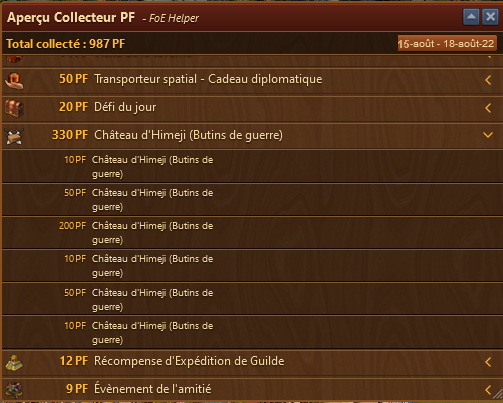 Aperçu Collecteur PF - FoE Helper
Total collecté : 987 PF 15-août - 18-août-22
50 PF Transporteur spatial - Cadeau diplomatique
20 PF Défi du jour
330 PF Château d'Himeji (Butins de guerre)
10 PF Château d'Himeji (Butins de
guerre)
50 PF Château d'Himeji (Butins de
guerre)
200 PF Château d'Himeji (Butins de
guerre)
10 PF Château d'Himeji (Butins de
guerre)
50 PF Château d'Himeji (Butins de
guerre)
10 PF Château d'Himeji (Butins de
guerre)
12 PF Récompense d'Expédition de Guilde
9 PF Évènement de l'amitié